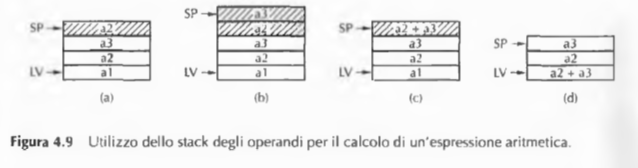 SP a2
a3
a2
LV a1
(a)
SP a3
a2
a3
a2
LV a1
(b)
SP a2 + a3
a3
a2
LV a1
(c)
SP a3
a2
LV a2 + a3
(d)
Figura 4.9 Utilizzo dello stack degli operandi per il calcolo di un'espressione aritmetica.